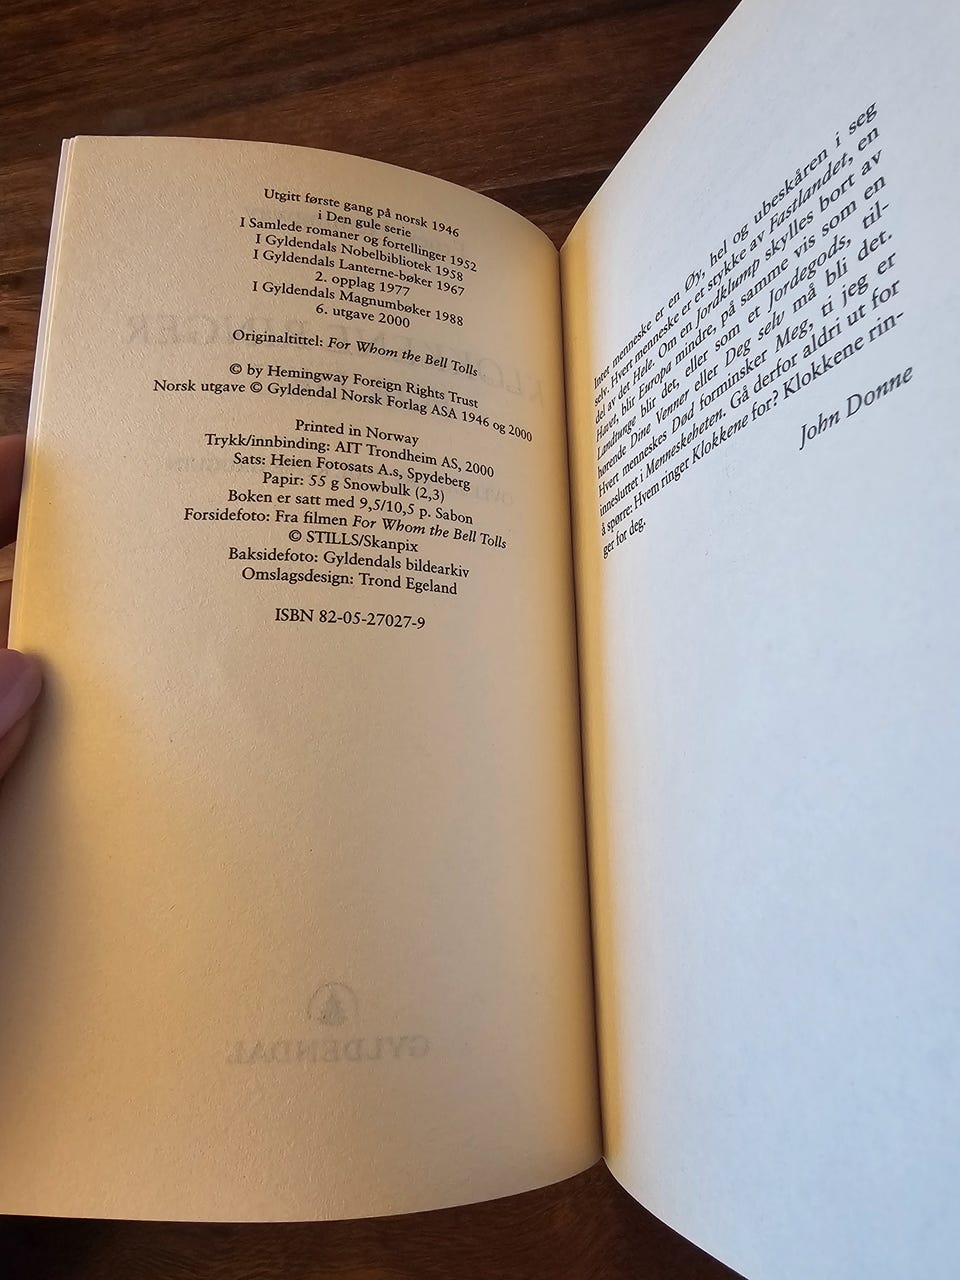 Utgitt første gang på norsk 1946
i Den gule serie
I Samlede romaner og fortellinger 1952
I Gyldendals Nobelbibliotek 1958
I Gyldendals Lanterne-bøker 1967
2. opplag 1977
I Gyldendals Magnumbøker 1988
6. utgave 2000
Originaltittel: For Whom the Bell Tolls
© by Hemingway Foreign Rights Trust
Norsk utgave © Gyldendal Norsk Forlag ASA 1946 og 2000
Printed in Norway
Trykk/innbinding: AIT Trondheim AS, 2000
Sats: Heien Fotosats A.s, Spydeberg
Papir: 55 g Snowbulk (2,3)
Boken er satt med 9,5/10,5 p. Sabon
Forsidefoto: Fra filmen For Whom the Bell Tolls
© STILLS/Skanpix
Baksidefoto: Gyldendals bildearkiv
Omslagsdesign: Trond Egeland
ISBN 82-05-27027-9
GYLDENDAL
Intet menneske er en Øy, hel og ubeskåren i seg
selv. Hvert menneske er et stykke av Fastlandet, en
del av det Hele. Om en Jordklump skylles bort av
Havet, blir Europa mindre, på samme vis som en
Landtunge blir det, eller som et Jordegods, til-
hørende Dine Venner eller Deg selv må bli det.
Hvert menneskes Død forminsker Meg, ti jeg er
innesluttet i Menneskeheten. Gå derfor aldri ut for
å spørre: Hvem ringer Klokkene for? Klokkene rin-
ger for deg.
John Donne